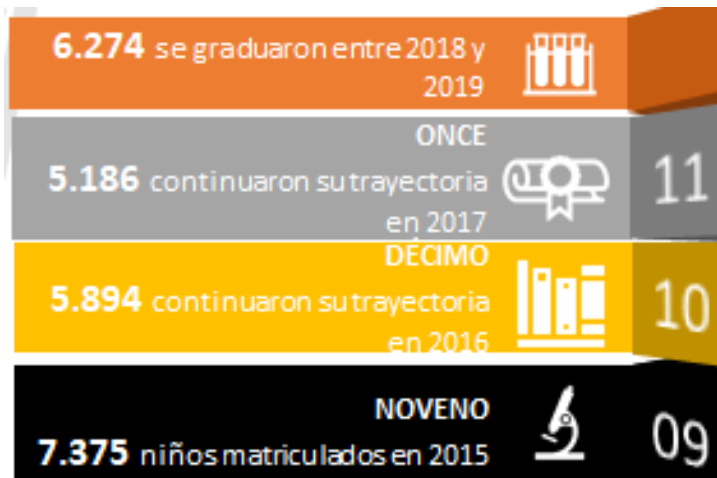 6.274 se graduaron entre 2018 y
2019
ONCE
5.186 continuaron su trayectoria
en 2017
11
DÉCIMO
5.894 continuaron su trayectoria
en 2016
10
NOVENO
7.375 niños matriculados en 2015
09